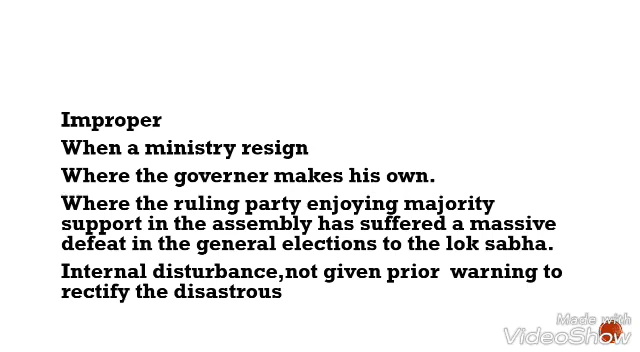 Improper
When a ministry resign
Where the governer makes his own.
Where the ruling party enjoying majority
support in the assembly has suffered a massive
defeat in the general elections to the lok sabha.
Internal disturbance,not given prior warning to
rectify the disastrous
Made with
VideoShow